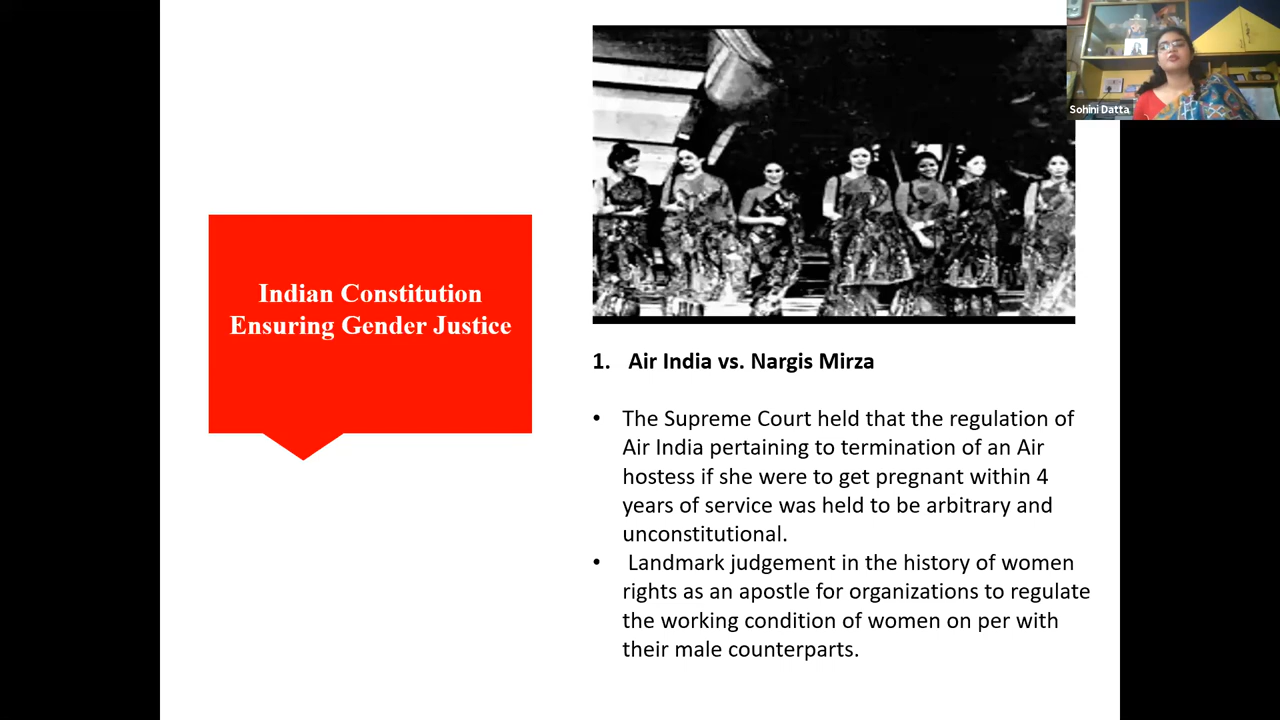 Sohini Datta
Indian Constitution
Ensuring Gender Justice
1. Air India vs. Nargis Mirza
• The Supreme Court held that the regulation of
Air India pertaining to termination of an Air
hostess if she were to get pregnant within 4
years of service was held to be arbitrary and
unconstitutional.
• Landmark judgement in the history of women
rights as an apostle for organizations to regulate
the working condition of women on per with
their male counterparts.